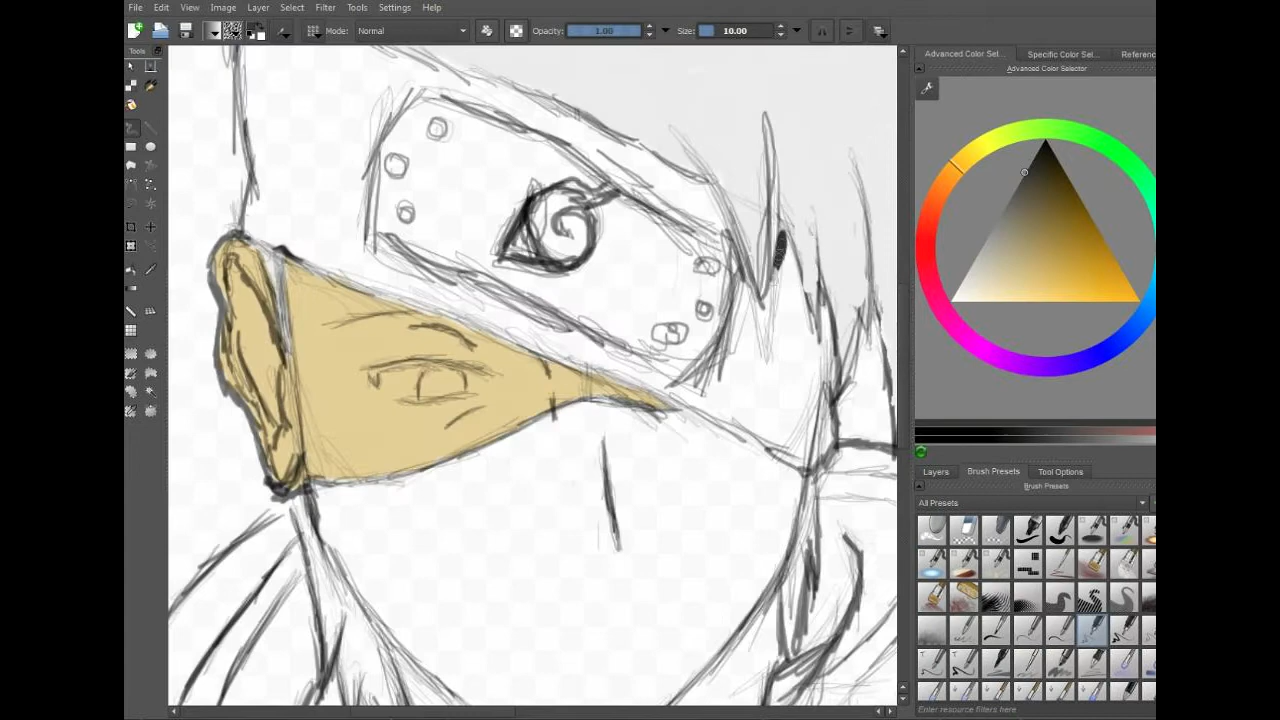 File Edit View Image Layer Select Filter Tools Settings Help
Mode: Normal Opacity: 1.00 Size: 10.00
Tools
Advanced Color Sel... Specific Color Sel... Referenc
Advanced Color Selector
Layers Brush Presets Tool Options
Brush Presets
All Presets
Enter resource filters here